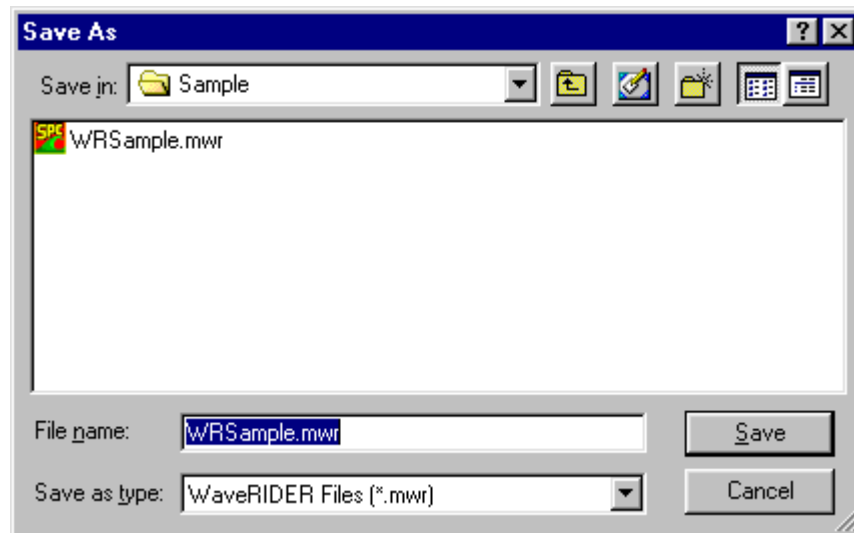 Save As
Save in: Sample
SPC
WRSample.mwr
File name: WRSample.mwr
Save
Save as type: WaveRIDER Files (*.mwr)
Cancel